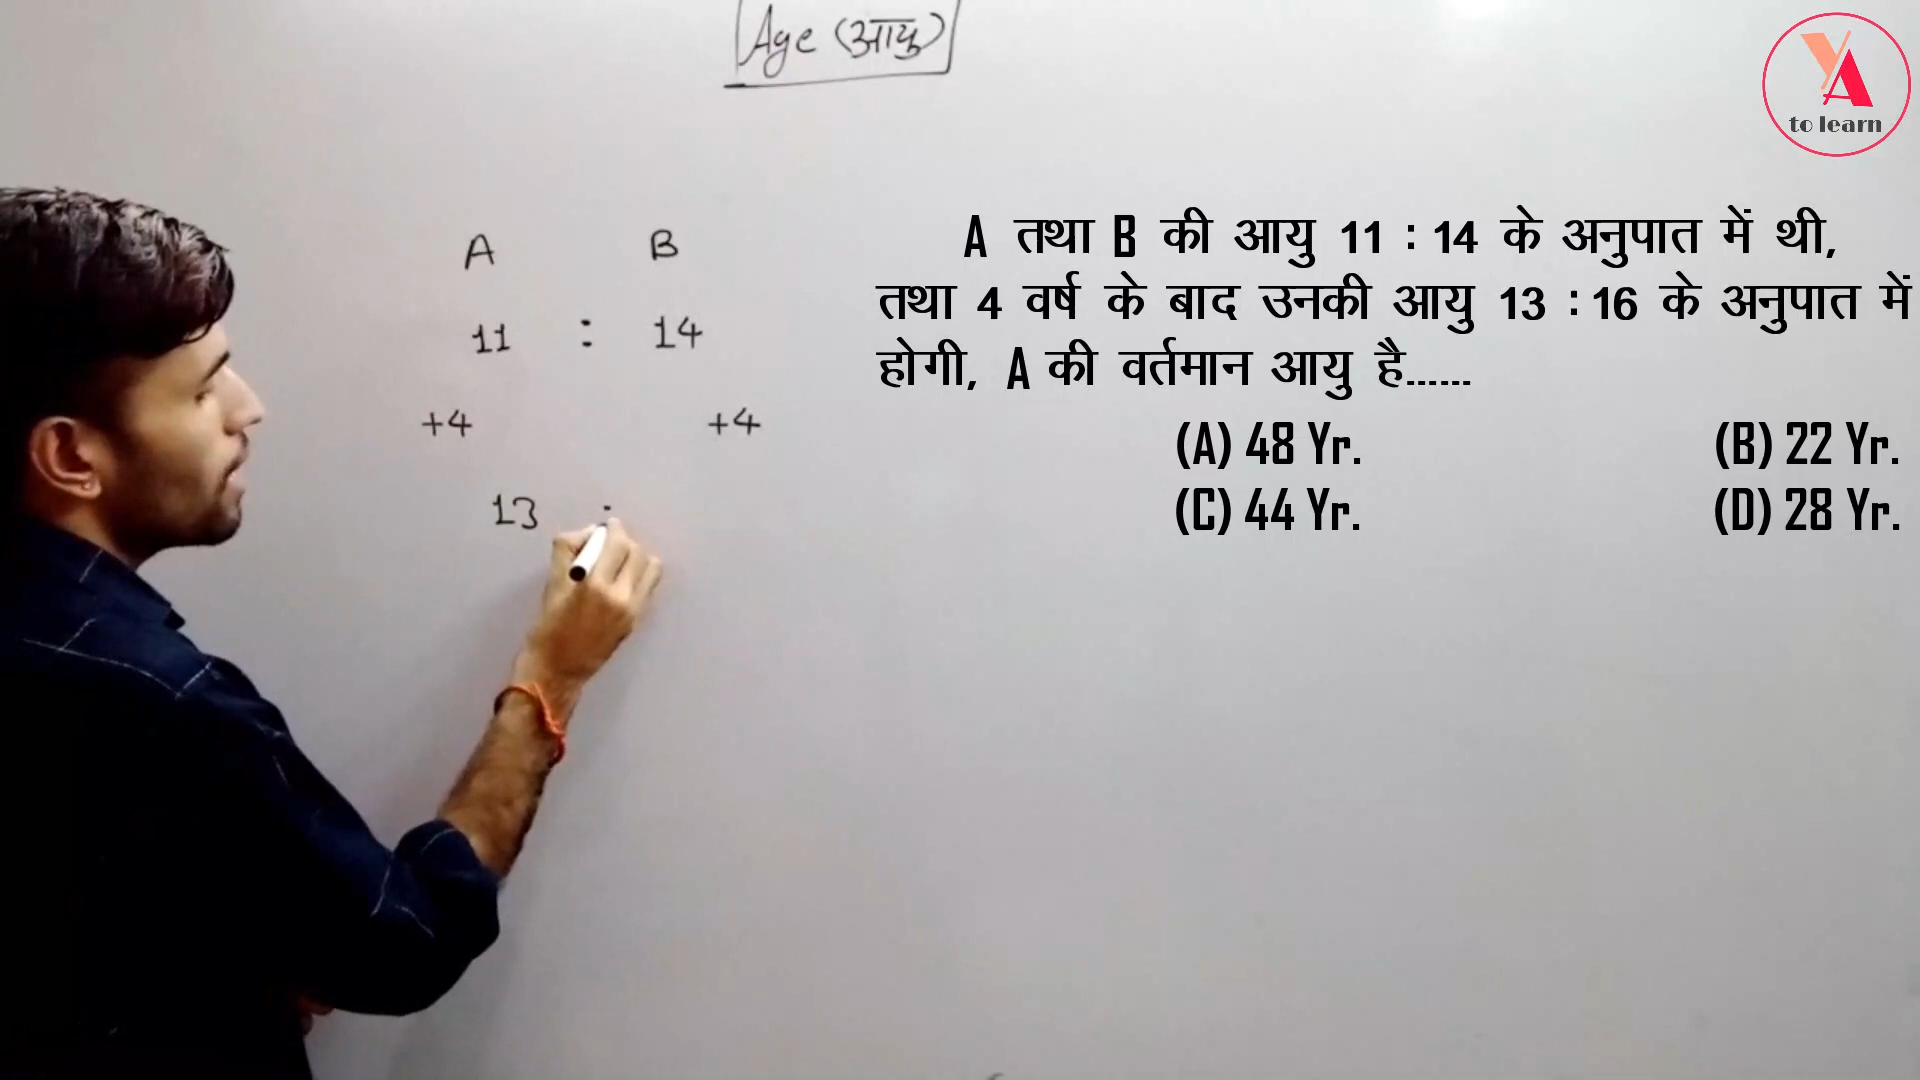 Age (आयु)
YA
to learn
A B
11 : 14
+4 +4
13 :
A तथा B की आयु 11 : 14 के अनुपात में थी,
तथा 4 वर्ष के बाद उनकी आयु 13 : 16 के अनुपात में
होगी, A की वर्तमान आयु है......
(A) 48 Yr. (B) 22 Yr.
(C) 44 Yr. (D) 28 Yr.